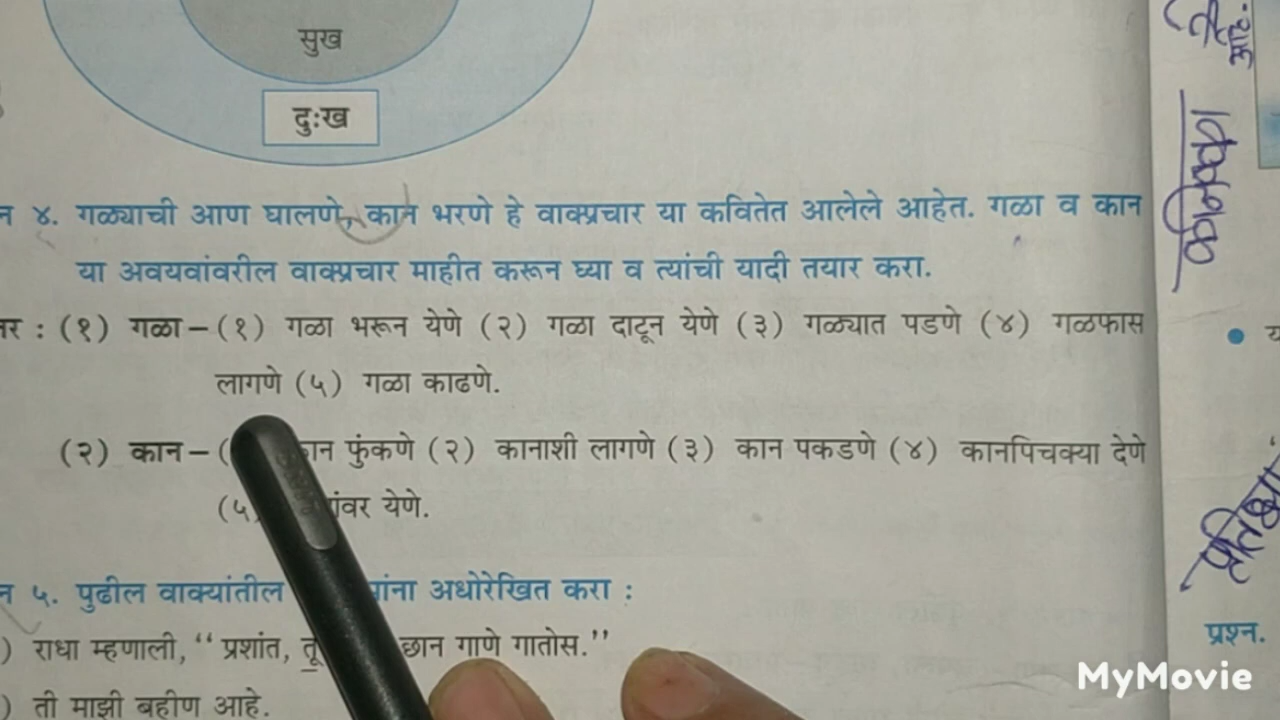 सुख
दुःख
न ४. गळ्याची आण घालणे, कान भरणे हे वाक्प्रचार या कवितेत आलेले आहेत. गळा व कान
या अवयवांवरील वाक्प्रचार माहीत करून घ्या व त्यांची यादी तयार करा.
तर : (१) गळा – (१) गळा भरून येणे (२) गळा दाटून येणे (३) गळ्यात पडणे (४) गळफास
लागणे (५) गळा काढणे.
(२) कान – ( फुंकणे (२) कानाशी लागणे (३) कान पकडणे (४) कानपिचक्या देणे
(५ येणे.
न ५. पुढील वाक्यांतील अधोरेखित करा :
) राधा म्हणाली, “ प्रशांत, तू छान गाणे गातोस.”
) ती माझी बहीण आहे.
प्रश्न.
MyMovie